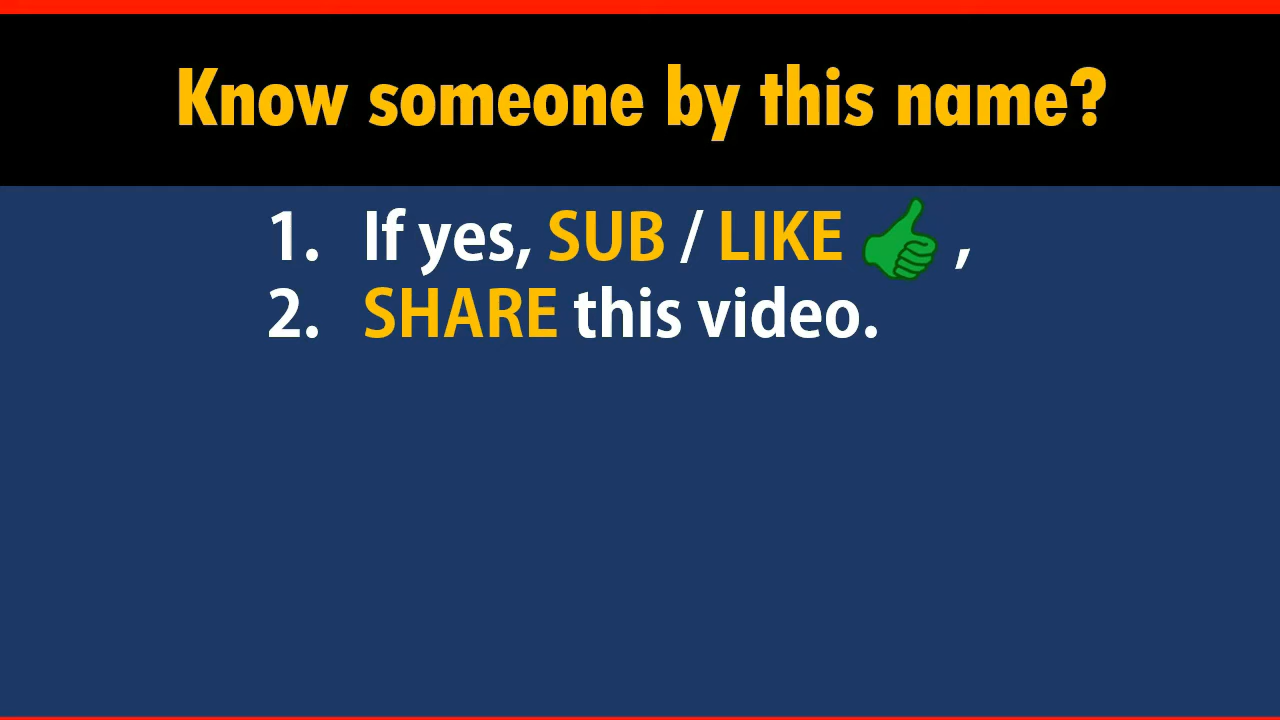 Know someone by this name?
1. If yes, SUB / LIKE ,
2. SHARE this video.